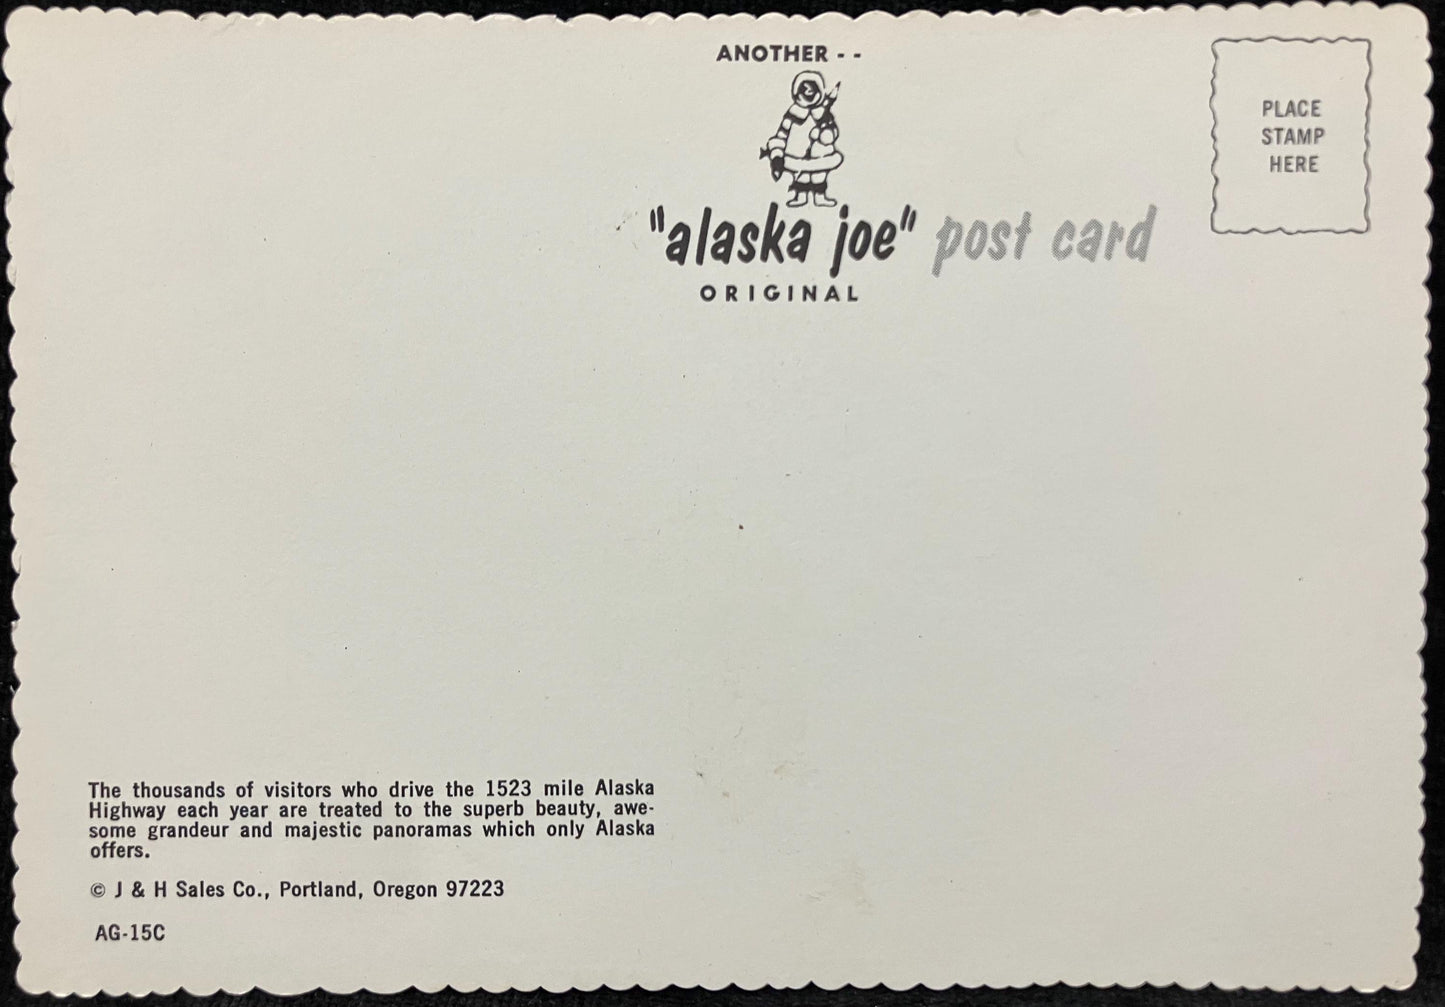 ANOTHER - -
"alaska joe" post card
ORIGINAL
PLACE
STAMP
HERE
The thousands of visitors who drive the 1523 mile Alaska
Highway each year are treated to the superb beauty, awe-
some grandeur and majestic panoramas which only Alaska
offers.
© J & H Sales Co., Portland, Oregon 97223
AG-15C